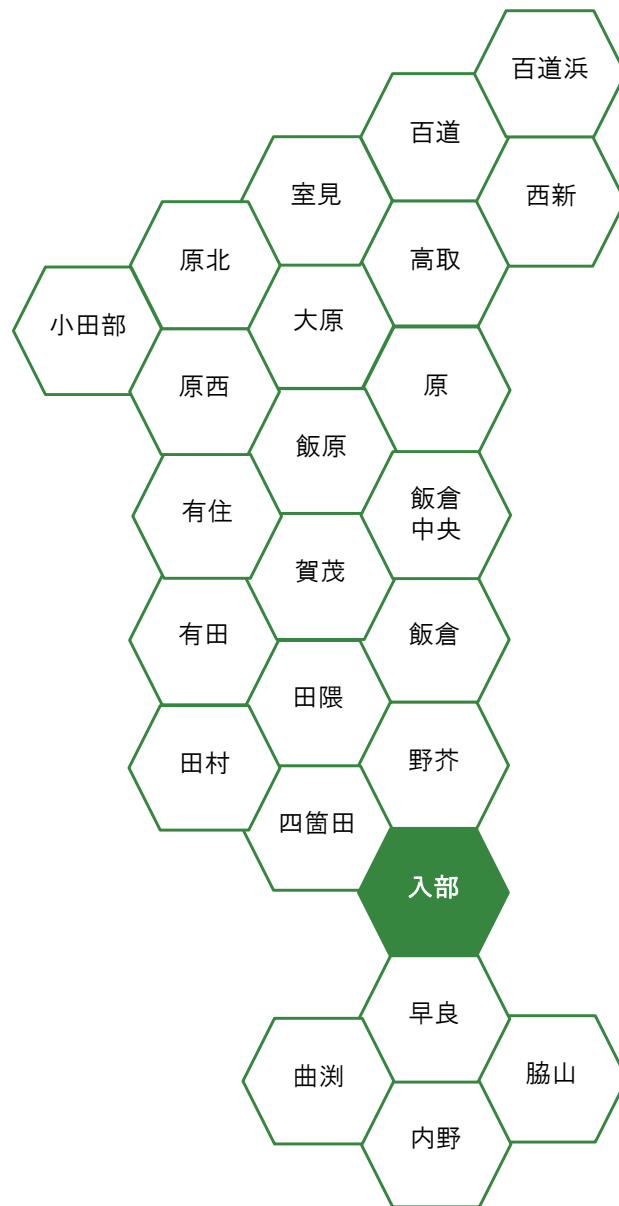 百道浜
百道
室見
西新
原北
高取
小田部
大原
原西
原
飯原
有住
飯倉
中央
賀茂
有田
飯倉
田隈
田村
野芥
四箇田
入部
早良
曲渕
脇山
内野